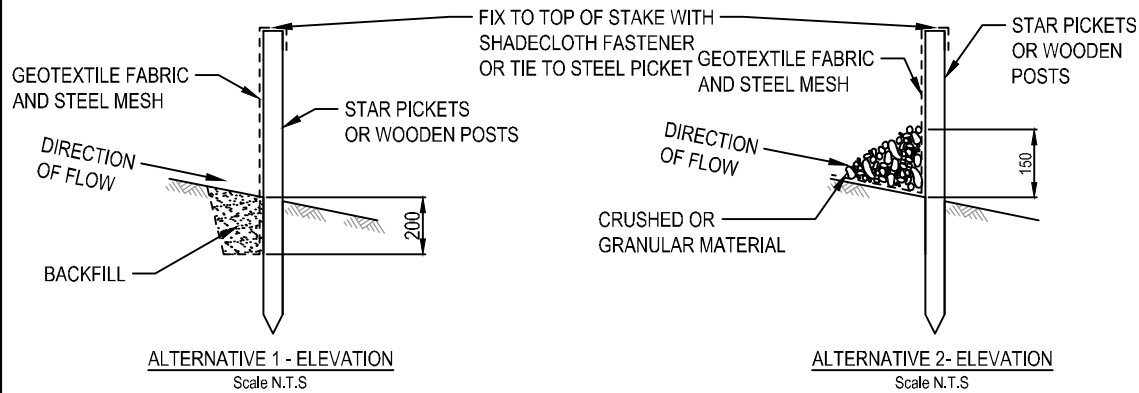 FIX TO TOP OF STAKE WITH
SHADECLOTH FASTENER
OR TIE TO STEEL PICKET
GEOTEXTILE FABRIC
AND STEEL MESH
STAR PICKETS
OR WOODEN POSTS
DIRECTION
OF FLOW
200
BACKFILL
ALTERNATIVE 1 - ELEVATION
Scale N.T.S
GEOTEXTILE FABRIC
AND STEEL MESH
STAR PICKETS
OR WOODEN
POSTS
DIRECTION
OF FLOW
150
CRUSHED OR
GRANULAR MATERIAL
ALTERNATIVE 2- ELEVATION
Scale N.T.S